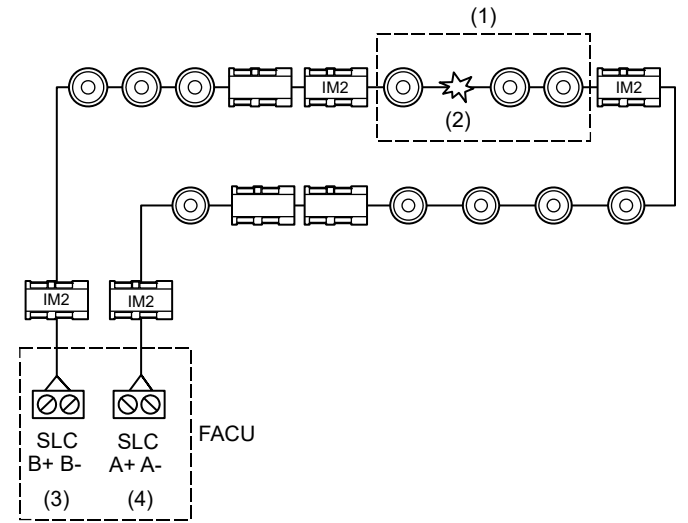 (1)
IM2
IM2
(2)
IM2
IM2
SLC
B+ B-
SLC
A+ A-
FACU
(3)
(4)